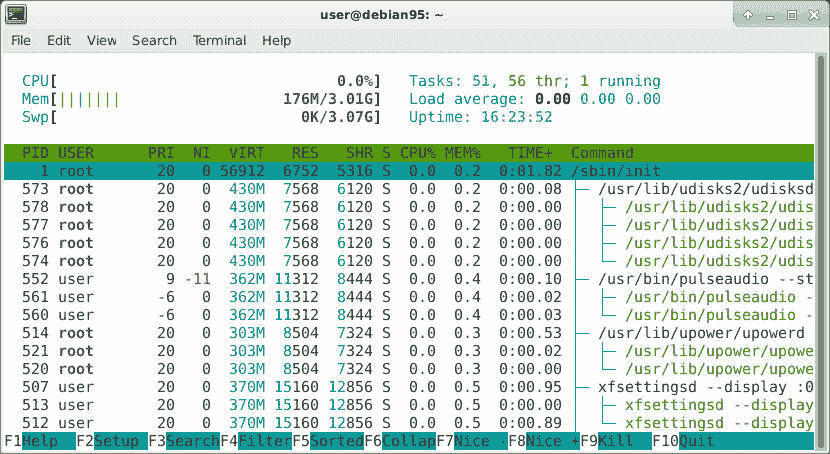 user@debian95: ~
File Edit View Search Terminal Help
CPU[ 0.0%] Tasks: 51, 56 thr; 1 running
Mem[||||||| 176M/3.01G] Load average: 0.00 0.00 0.00
Swp[ 0K/3.07G] Uptime: 16:23:52
PID USER PRI NI VIRT RES SHR S CPU% MEM% TIME+ Command
1 root 20 0 56912 6752 5316 S 0.0 0.2 0:01.82 /sbin/init
573 root 20 0 430M 7568 6120 S 0.0 0.2 0:00.08 ├─ /usr/lib/udisks2/udisksd
578 root 20 0 430M 7568 6120 S 0.0 0.2 0:00.00 │ ├─ /usr/lib/udisks2/udis
577 root 20 0 430M 7568 6120 S 0.0 0.2 0:00.00 │ ├─ /usr/lib/udisks2/udis
576 root 20 0 430M 7568 6120 S 0.0 0.2 0:00.00 │ ├─ /usr/lib/udisks2/udis
574 root 20 0 430M 7568 6120 S 0.0 0.2 0:00.00 │ └─ /usr/lib/udisks2/udis
552 user 9 -11 362M 11312 8444 S 0.0 0.4 0:00.10 ├─ /usr/bin/pulseaudio --st
561 user -6 0 362M 11312 8444 S 0.0 0.4 0:00.02 │ ├─ /usr/bin/pulseaudio -
560 user -6 0 362M 11312 8444 S 0.0 0.4 0:00.03 │ └─ /usr/bin/pulseaudio -
514 root 20 0 303M 8504 7324 S 0.0 0.3 0:00.53 ├─ /usr/lib/upower/upowerd
521 root 20 0 303M 8504 7324 S 0.0 0.3 0:00.02 │ ├─ /usr/lib/upower/upowe
520 root 20 0 303M 8504 7324 S 0.0 0.3 0:00.00 │ └─ /usr/lib/upower/upowe
507 user 20 0 370M 15160 12856 S 0.0 0.5 0:00.95 ├─ xfsettingsd --display :0
513 user 20 0 370M 15160 12856 S 0.0 0.5 0:00.00 │ ├─ xfsettingsd --display
512 user 20 0 370M 15160 12856 S 0.0 0.5 0:00.89 │ └─ xfsettingsd --display
F1Help F2Setup F3SearchF4FilterF5SortedF6CollapF7Nice -F8Nice +F9Kill F10Quit